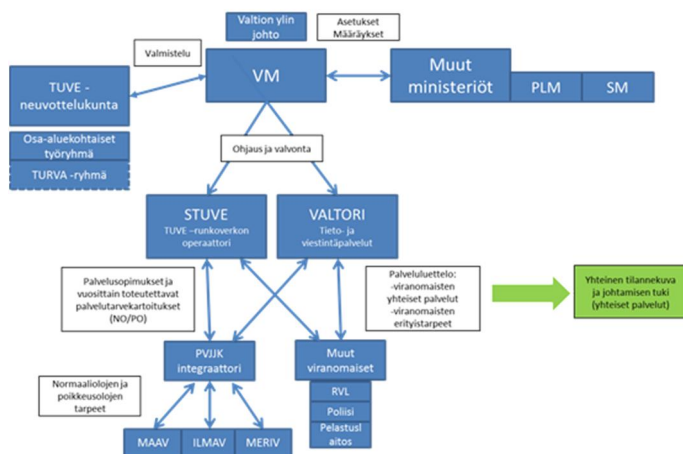 Valtion ylin
johto
Asetukset
Määräykset
Valmistelu
VM
Muut
ministeriöt
PLM
SM
TUVE -
neuvottelukunta
Osa-aluekohtaiset
työryhmä
TURVA -ryhmä
Ohjaus ja valvonta
STUVE
TUVE –runkoverkon
operaattori
VALTORI
Tieto- ja
viestintäpalvelut
Palvelusopimukset ja
vuosittain toteutettavat
palvelutarvekartoitukset
(NO/PO)
Palveluluettelo:
-viranomaisten
yhteiset palvelut
-viranomaisten
erityistarpeet
Yhteinen tilannekuva
ja johtamisen tuki
(yhteiset palvelut)
PVJJK
integraattori
Muut
viranomaiset
RVL
Poliisi
Pelastusl
aitos
Normaaliolojen ja
poikkeusolojen
tarpeet
MAAV
ILMAV
MERIV